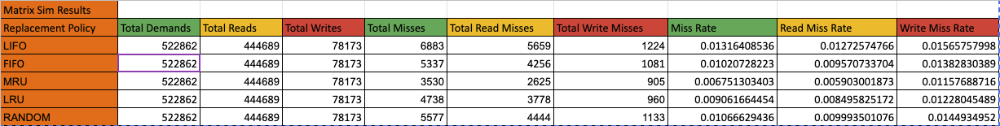 Matrix Sim Results
Replacement Policy Total Demands Total Reads Total Writes Total Misses Total Read Misses Total Write Misses Miss Rate Read Miss Rate Write Miss Rate
LIFO 522862 444689 78173 6883 5659 1224 0.01316408536 0.01272574766 0.01565757998
FIFO 522862 444689 78173 5337 4256 1081 0.01020728223 0.009570733704 0.01382830389
MRU 522862 444689 78173 3530 2625 905 0.006751303403 0.005903001873 0.01157688716
LRU 522862 444689 78173 4738 3778 960 0.009061664454 0.008495825172 0.01228045489
RANDOM 522862 444689 78173 5577 4444 1133 0.01066629436 0.009993501076 0.0144934952